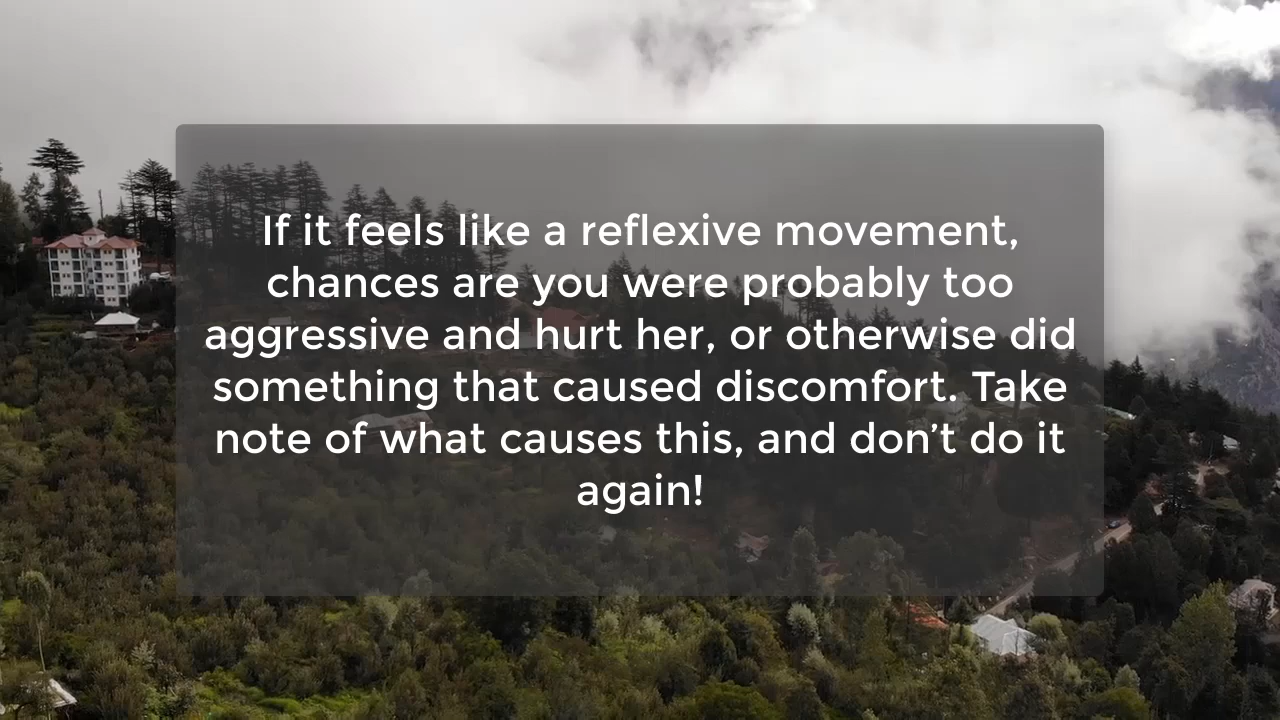 If it feels like a reflexive movement,
chances are you were probably too
aggressive and hurt her, or otherwise did
something that caused discomfort. Take
note of what causes this, and don’t do it
again!